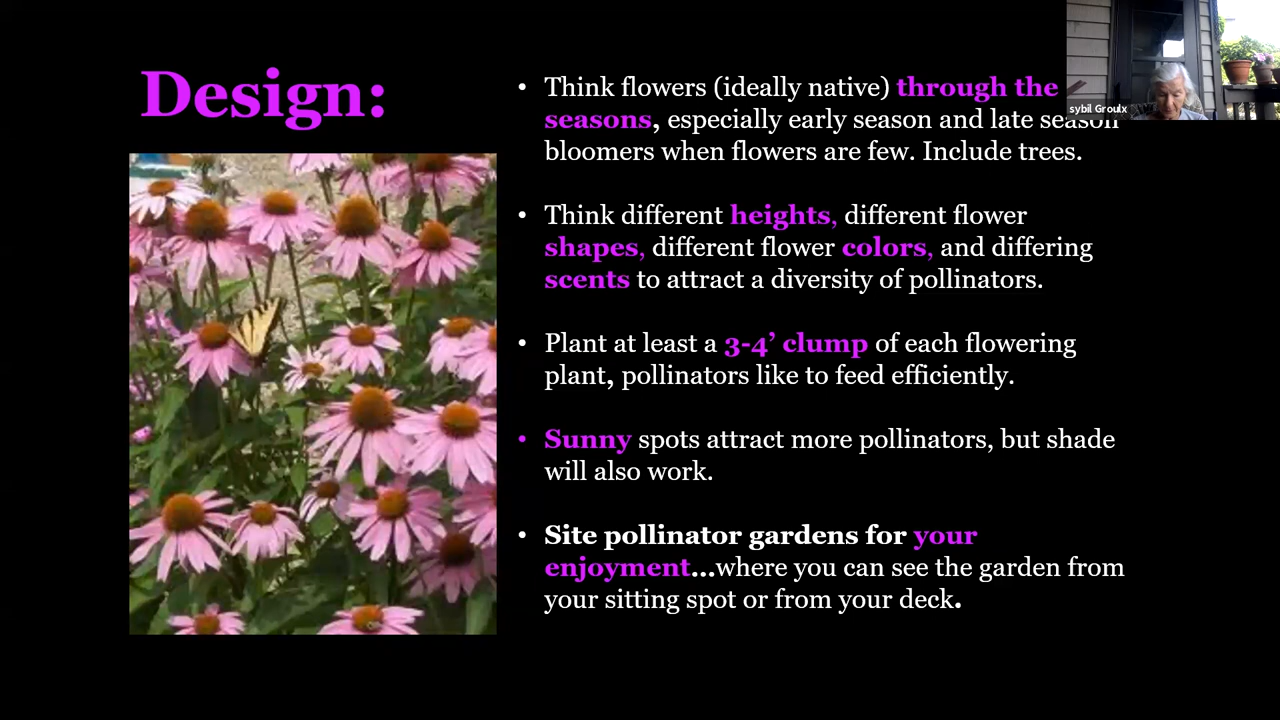 Design:
• Think flowers (ideally native) through the
seasons, especially early season and late season
bloomers when flowers are few. Include trees.
• Think different heights, different flower
shapes, different flower colors, and differing
scents to attract a diversity of pollinators.
• Plant at least a 3-4’ clump of each flowering
plant, pollinators like to feed efficiently.
• Sunny spots attract more pollinators, but shade
will also work.
• Site pollinator gardens for your
enjoyment...where you can see the garden from
your sitting spot or from your deck.
sybil Groulx